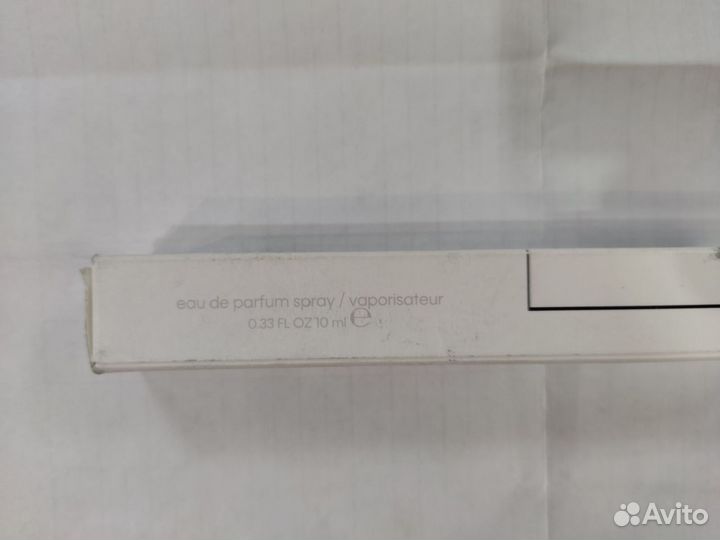 eau de parfum spray / vaporisateur
0.33 FL OZ 10 ml ℮
Avito